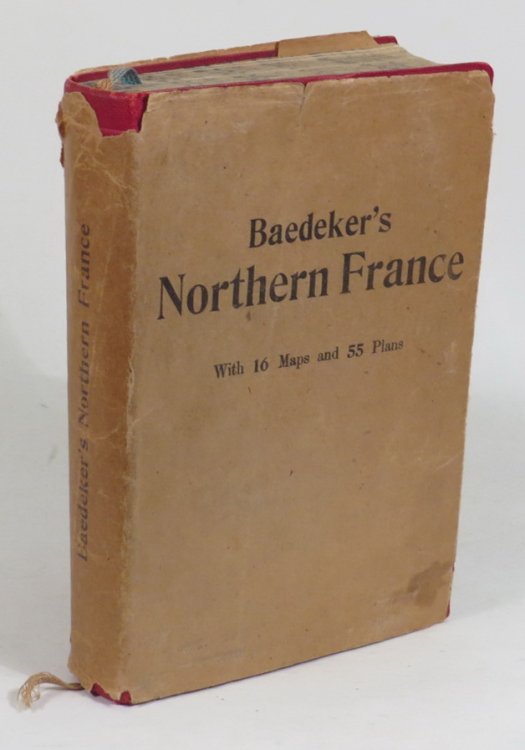 Baedeker's
Northern France
With 16 Maps and 55 Plans
Baedeker's Northern France